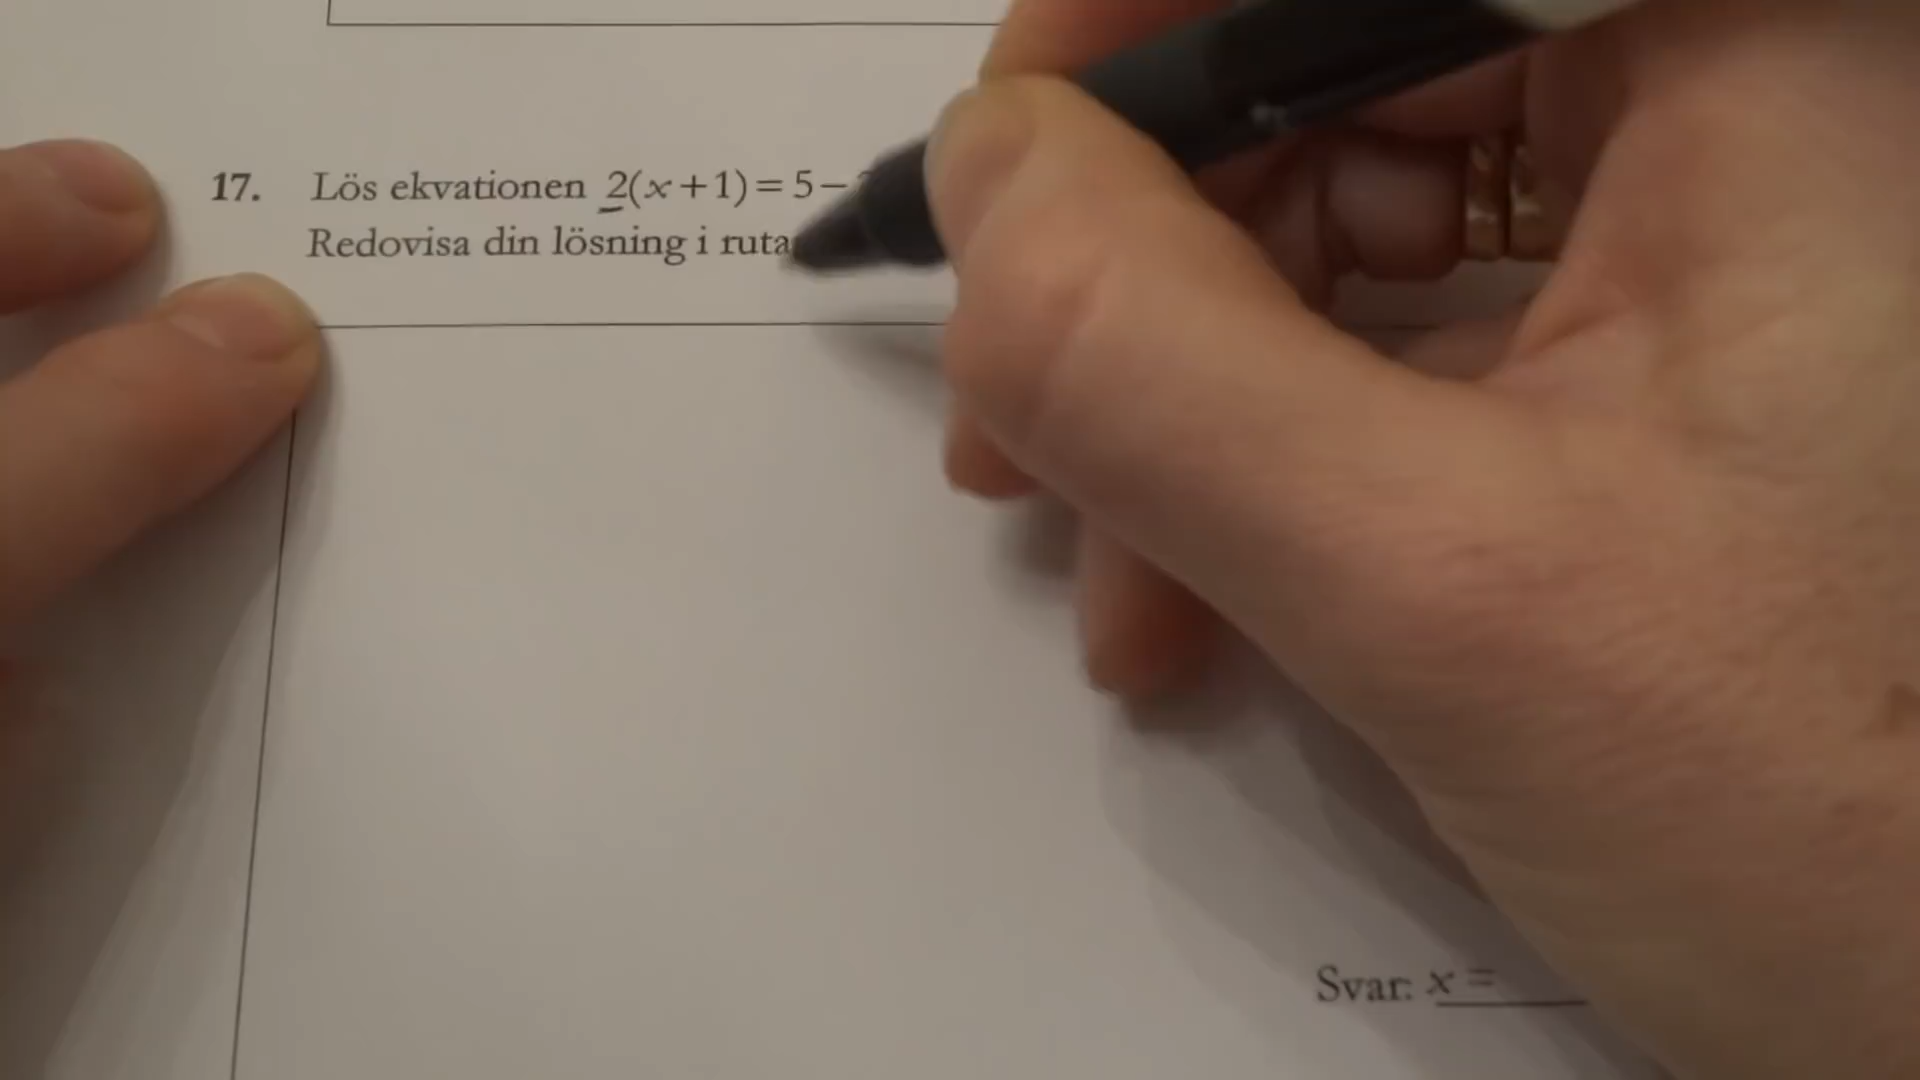 17. Lös ekvationen 2(x+1)=5−
Redovisa din lösning i ruta
Svar: x =